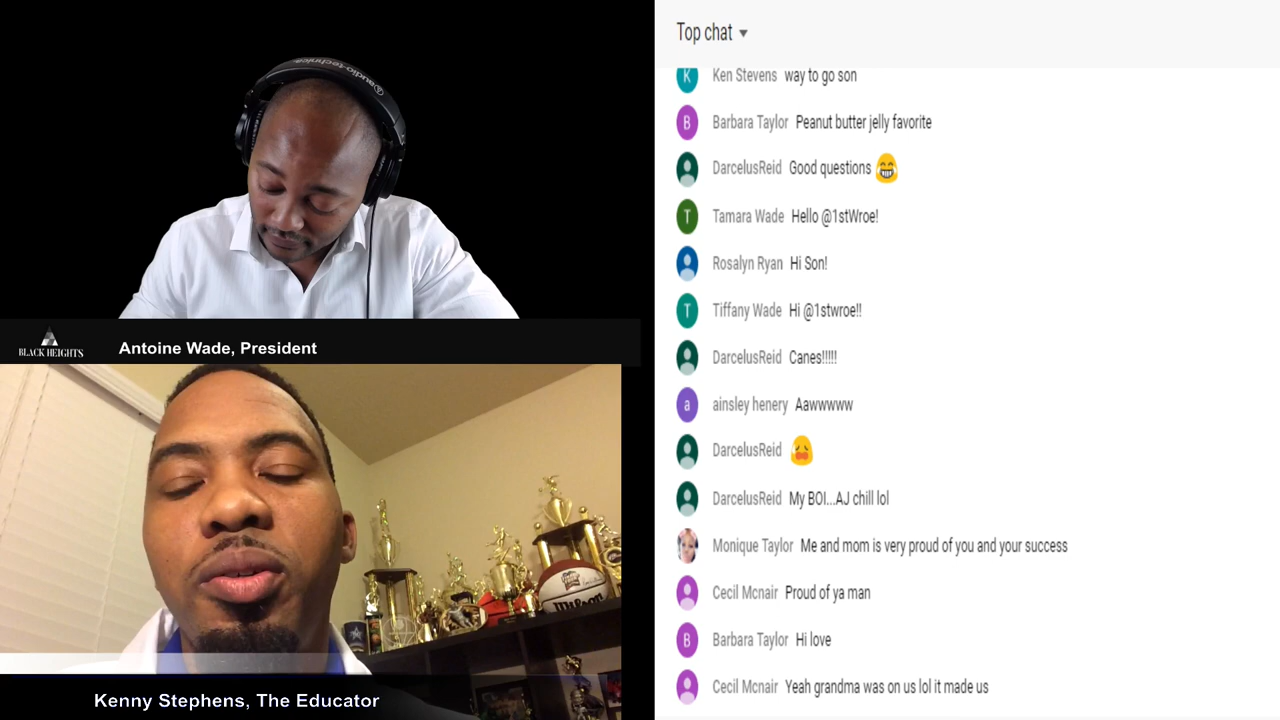 audio-technica
BLACK HEIGHTS
Antoine Wade, President
Wilson
Kenny Stephens, The Educator
Top chat
K Ken Stevens way to go son
B Barbara Taylor Peanut butter jelly favorite
DarcelusReid Good questions 😂
T Tamara Wade Hello @1stWroe!
Rosalyn Ryan Hi Son!
T Tiffany Wade Hi @1stwroe!!
DarcelusReid Canes!!!!!
a ainsley henery Aawwwww
DarcelusReid
DarcelusReid My BOI...AJ chill lol
Monique Taylor Me and mom is very proud of you and your success
Cecil Mcnair Proud of ya man
B Barbara Taylor Hi love
Cecil Mcnair Yeah grandma was on us lol it made us